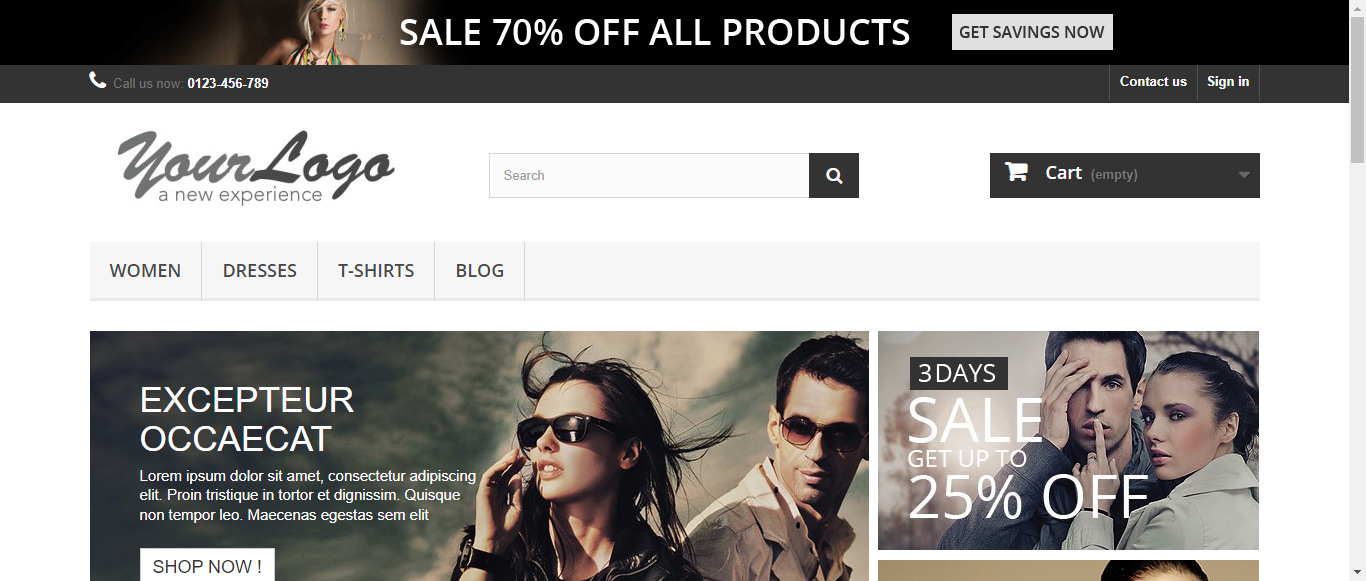 SALE 70% OFF ALL PRODUCTS
GET SAVINGS NOW
Call us now: 0123-456-789
Contact us
Sign in
YourLogo
a new experience
Search
Cart (empty)
WOMEN
DRESSES
T-SHIRTS
BLOG
EXCEPTEUR
OCCAECAT
Lorem ipsum dolor sit amet, consectetur adipiscing
elit. Proin tristique in tortor et dignissim. Quisque
non tempor leo. Maecenas egestas sem elit
SHOP NOW !
3 DAYS
SALE
GET UP TO
25% OFF